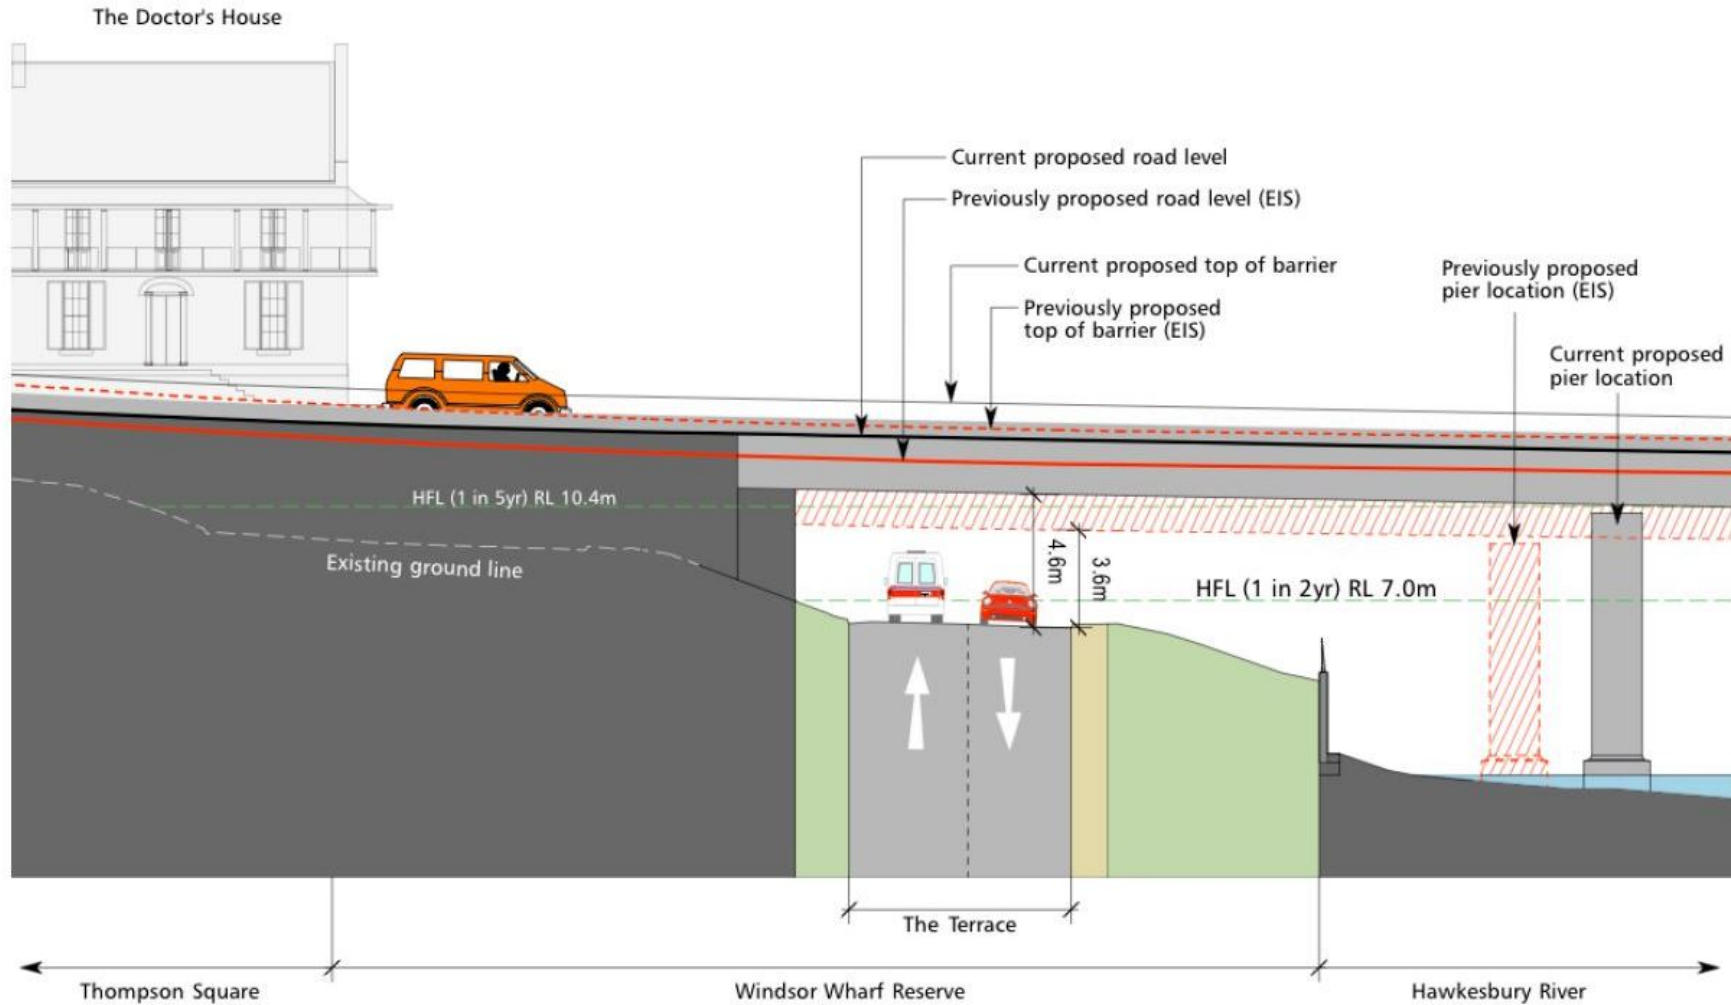 The Doctor's House
Current proposed road level
Previously proposed road level (EIS)
Current proposed top of barrier
Previously proposed
top of barrier (EIS)
Previously proposed
pier location (EIS)
Current proposed
pier location
HFL (1 in 5yr) RL 10.4m
Existing ground line
4.6m
3.6m
HFL (1 in 2yr) RL 7.0m
The Terrace
Thompson Square
Windsor Wharf Reserve
Hawkesbury River